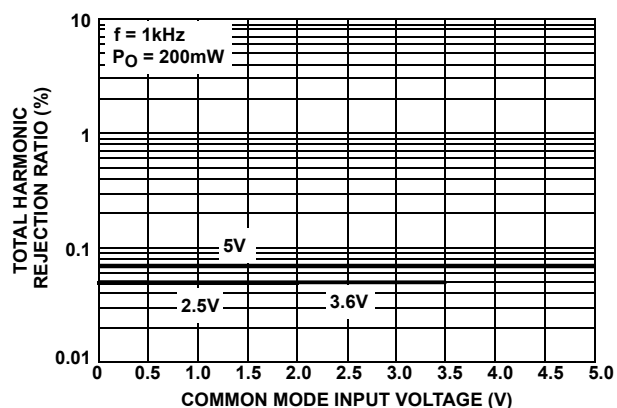 10
f = 1kHz
PO = 200mW
1
0.1
0.01
5V
2.5V
3.6V
0 0.5 1.0 1.5 2.0 2.5 3.0 3.5 4.0 4.5 5.0
COMMON MODE INPUT VOLTAGE (V)
TOTAL HARMONIC
REJECTION RATIO (%)